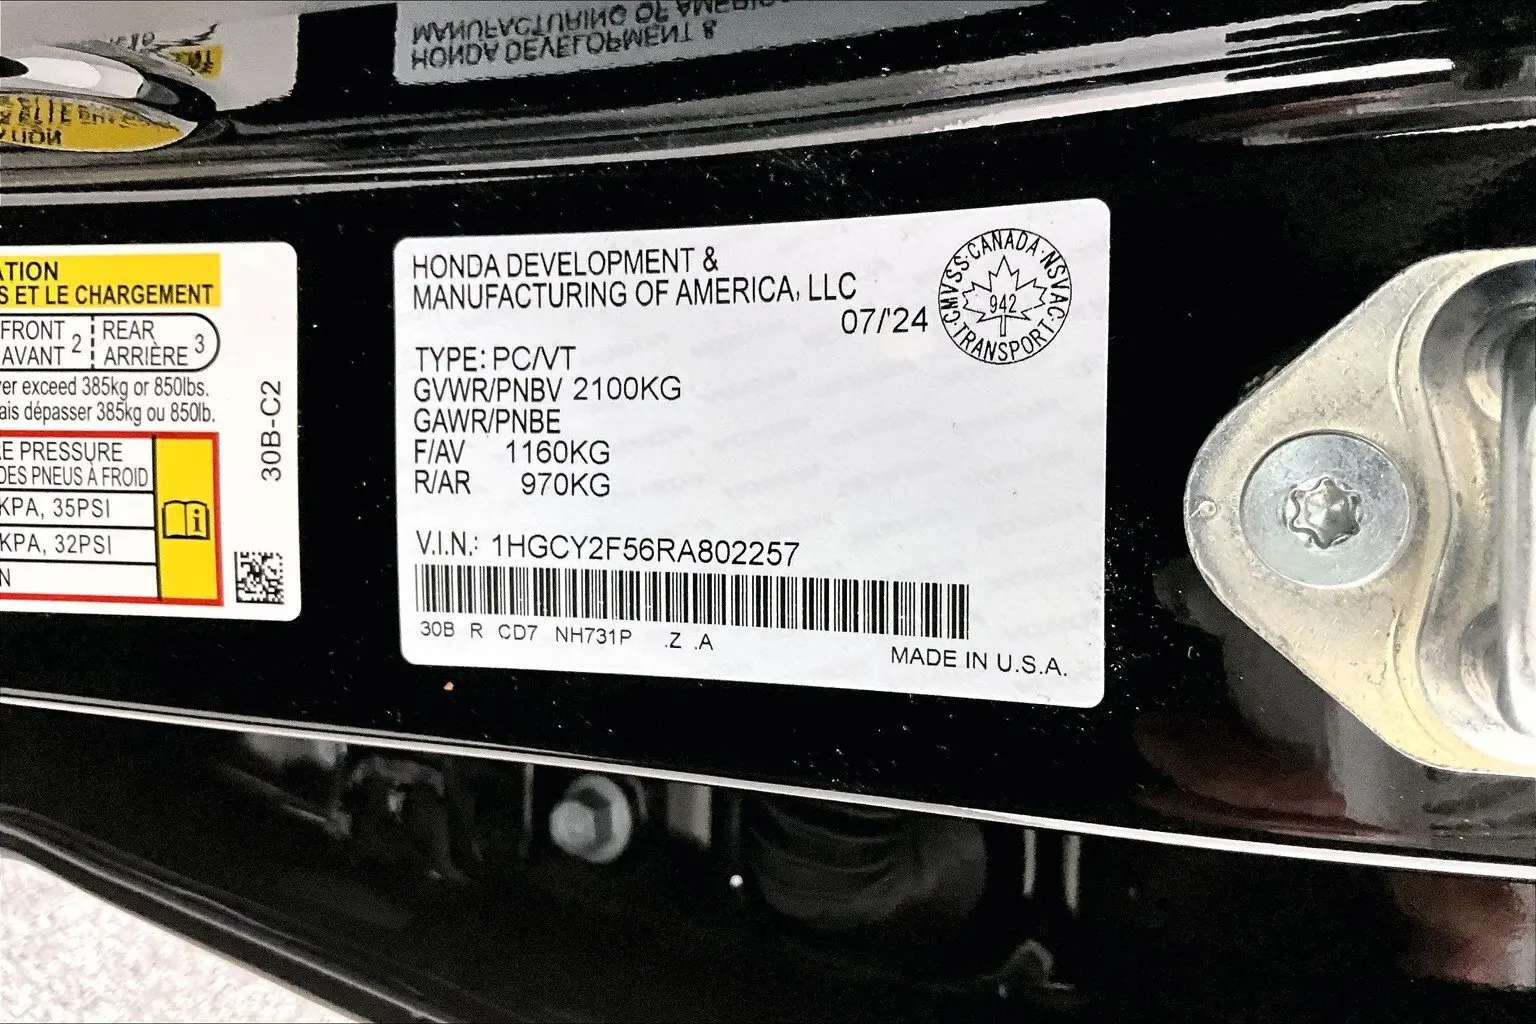 MANUFACTURING OF AMERIC
HONDA DEVELOPMENT &
ATION
S ET LE CHARGEMENT
FRONT
AVANT 2
REAR
ARRIÈRE 3
er exceed 385kg or 850lbs.
ais dépasser 385kg ou 850lb.
E PRESSURE
DES PNEUS À FROID
KPA, 35PSI
KPA, 32PSI
N
30B-C2
HONDA DEVELOPMENT &
MANUFACTURING OF AMERICA, LLC
07/'24
CMVSS·CANADA·NSVAC·TRANSPORT
942
TYPE: PC/VT
GVWR/PNBV 2100KG
GAWR/PNBE
F/AV 1160KG
R/AR 970KG
V.I.N.: 1HGCY2F56RA802257
30B R CD7 NH731P .Z .A
MADE IN U.S.A.